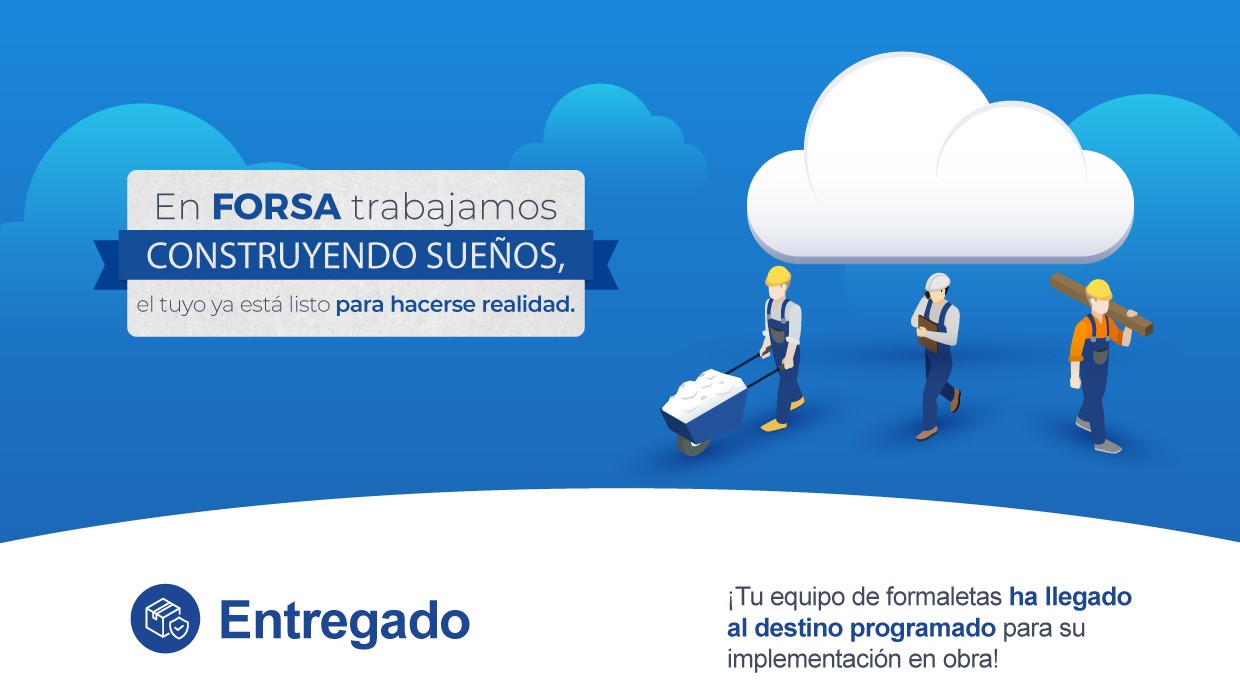 En FORSA trabajamos
CONSTRUYENDO SUEÑOS,
el tuyo ya está listo para hacerse realidad.
Entregado
¡Tu equipo de formaletas ha llegado
al destino programado para su
implementación en obra!